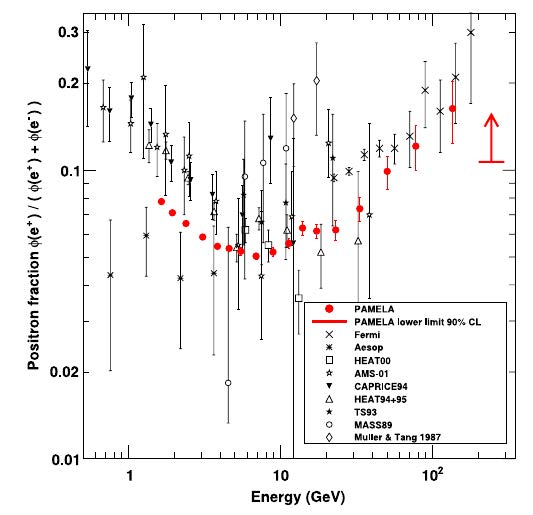 0.3
0.2
0.1
0.02
0.01
Positron fraction ϕ(e⁺) / ( ϕ(e⁺) + ϕ(e⁻) )
PAMELA
PAMELA lower limit 90% CL
Fermi
Aesop
HEAT00
AMS-01
CAPRICE94
HEAT94+95
TS93
MASS89
Muller & Tang 1987
1 10 10²
Energy (GeV)